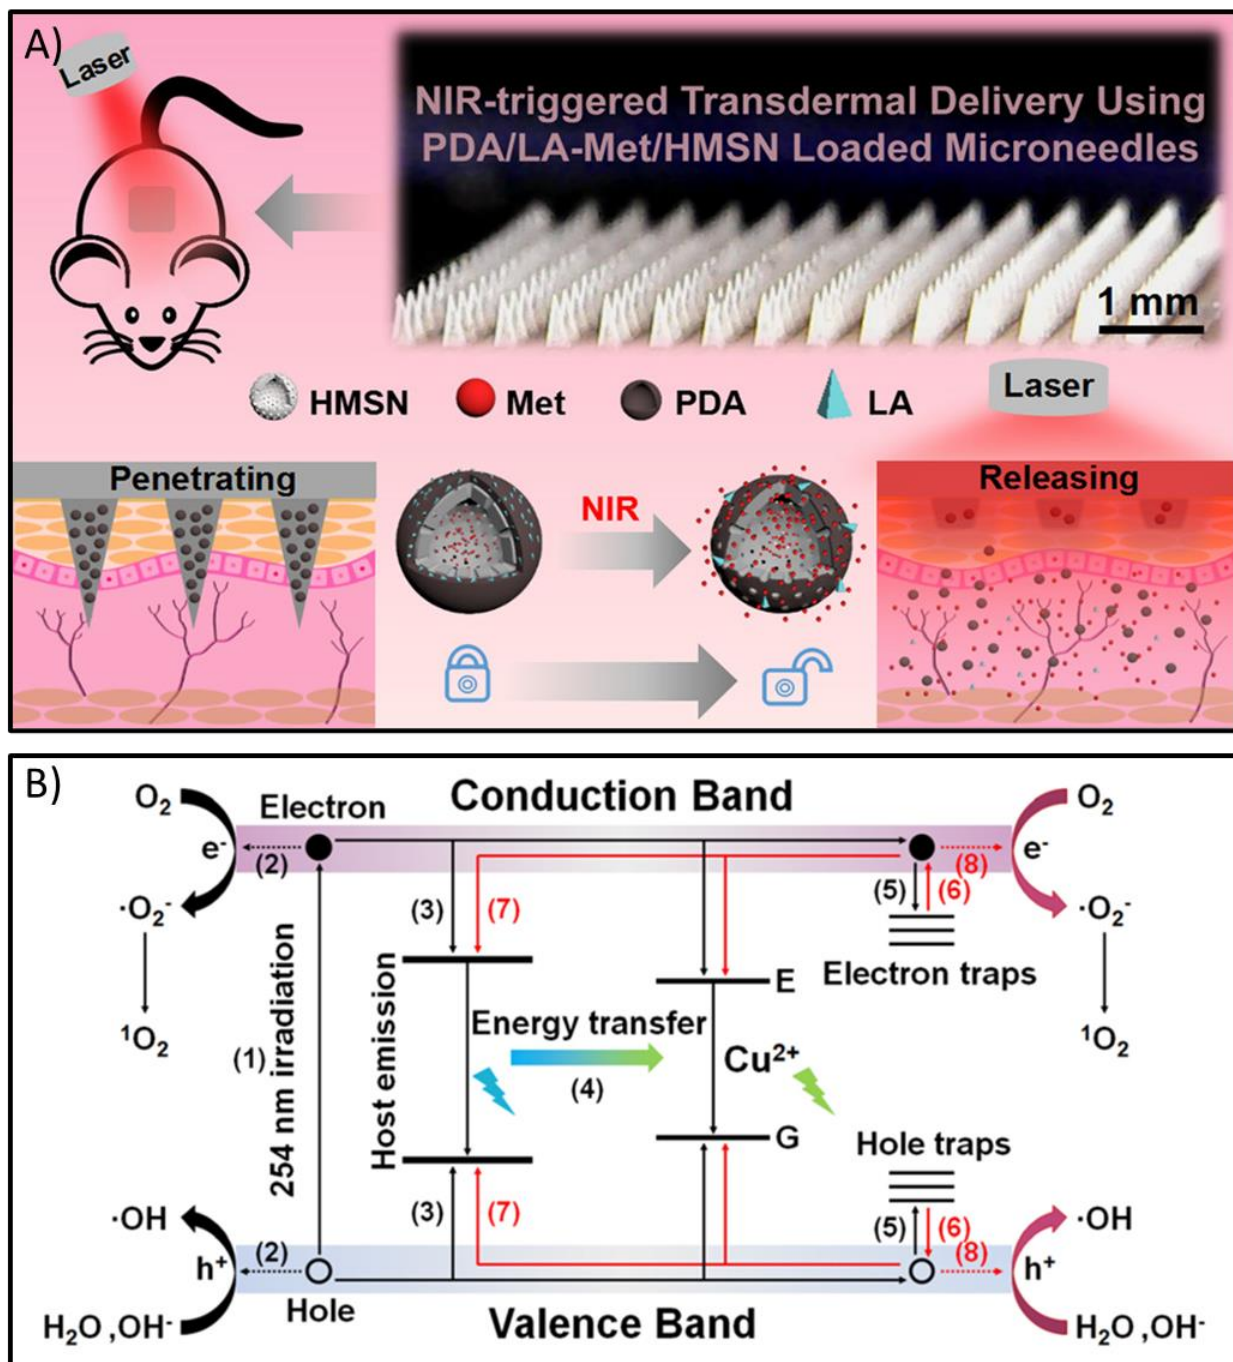 A)
Laser
NIR-triggered Transdermal Delivery Using
PDA/LA-Met/HMSN Loaded Microneedles
1 mm
HMSN
Met
PDA
LA
Laser
Penetrating
NIR
Releasing
B)
Conduction Band
O₂
Electron
e⁻
(2)
·O₂⁻
¹O₂
(1)
254 nm irradiation
Host emission
(3)
(7)
Energy transfer
(4)
E
Cu²⁺
G
(5)
(6)
(8)
Electron traps
O₂
e⁻
·O₂⁻
¹O₂
Hole traps
(3)
(7)
(5)
(6)
(8)
·OH
(2)
h⁺
H₂O ,OH⁻
Hole
Valence Band
·OH
h⁺
H₂O ,OH⁻